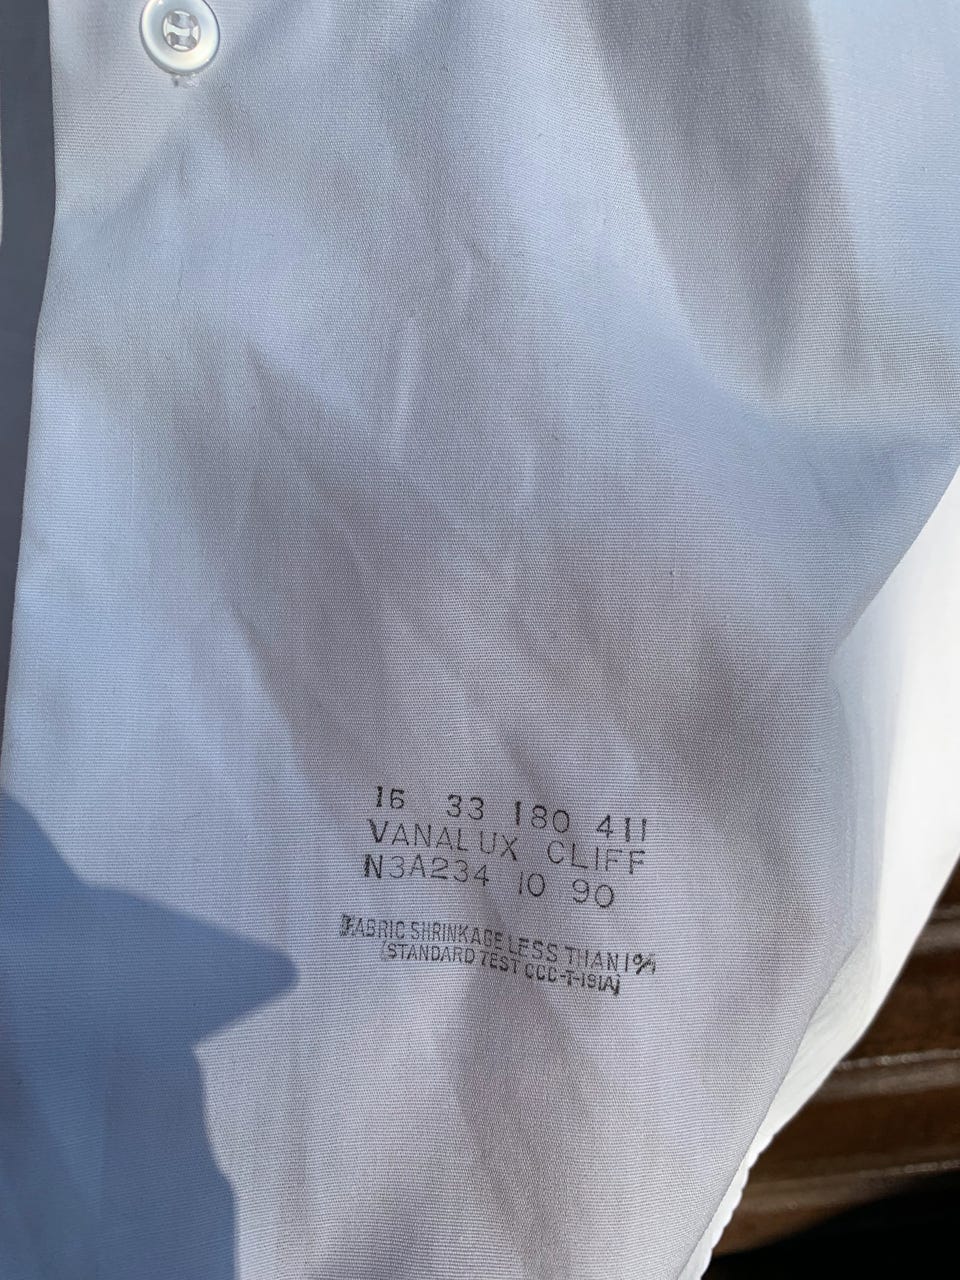 16 33 180 411
VANALUX CLIFF
N3A234 10 90
FABRIC SHRINKAGE LESS THAN 1%
(STANDARD TEST CCC-T-191A)